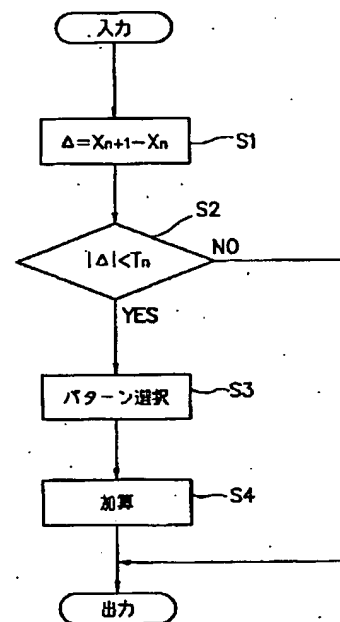 入力
Δ=Xn+1−Xn
S1
S2
|Δ|<Tn
NO
YES
パターン選択
S3
加算
S4
出力